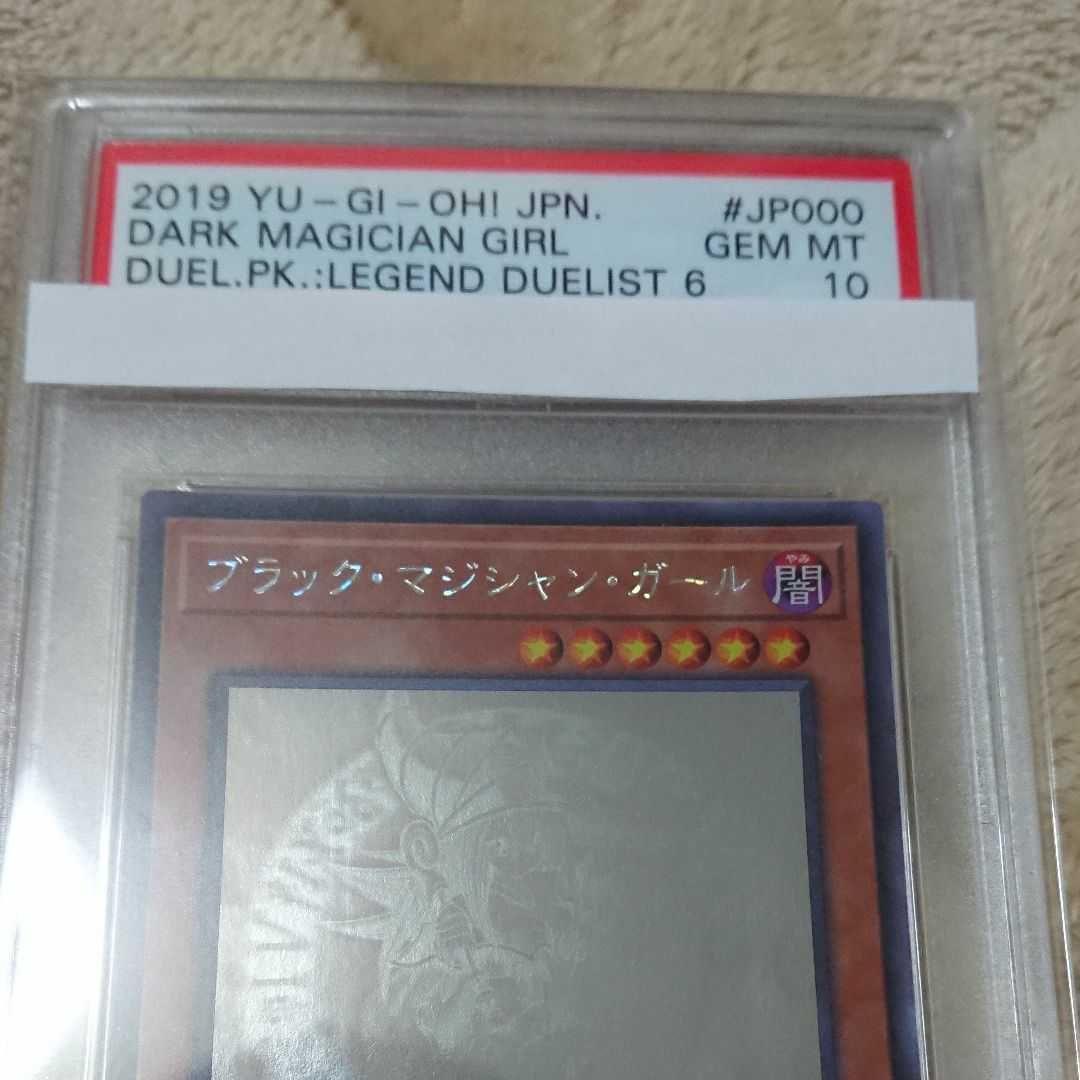 2019 YU-GI-OH! JPN. #JP000
DARK MAGICIAN GIRL GEM MT
DUEL.PK.:LEGEND DUELIST 6 10
ブラック・マジシャン・ガール
やみ
闇